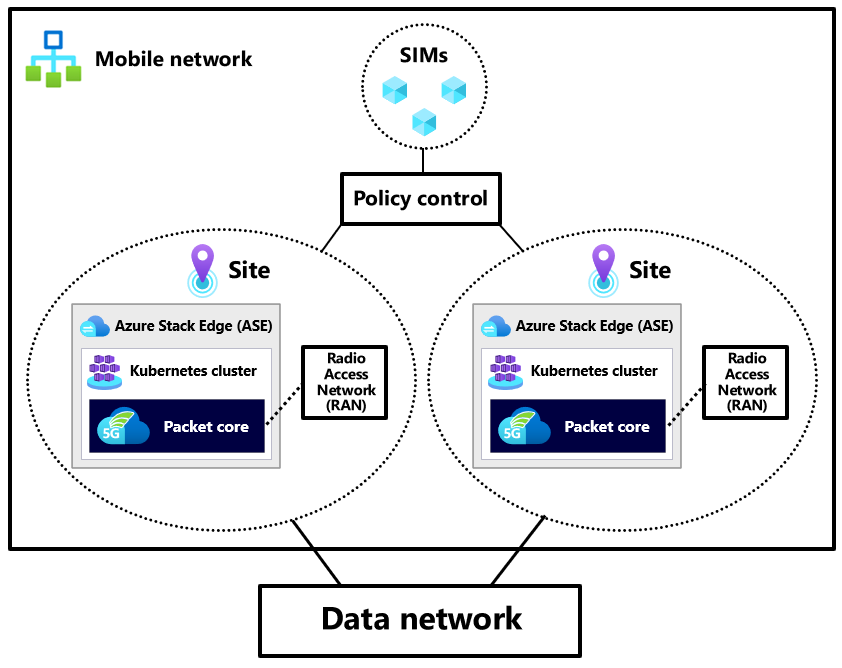 Mobile network
SIMs
Policy control
Site
Azure Stack Edge (ASE)
Kubernetes cluster
5G
Packet core
Radio
Access
Network
(RAN)
Site
Azure Stack Edge (ASE)
Kubernetes cluster
5G
Packet core
Radio
Access
Network
(RAN)
Data network